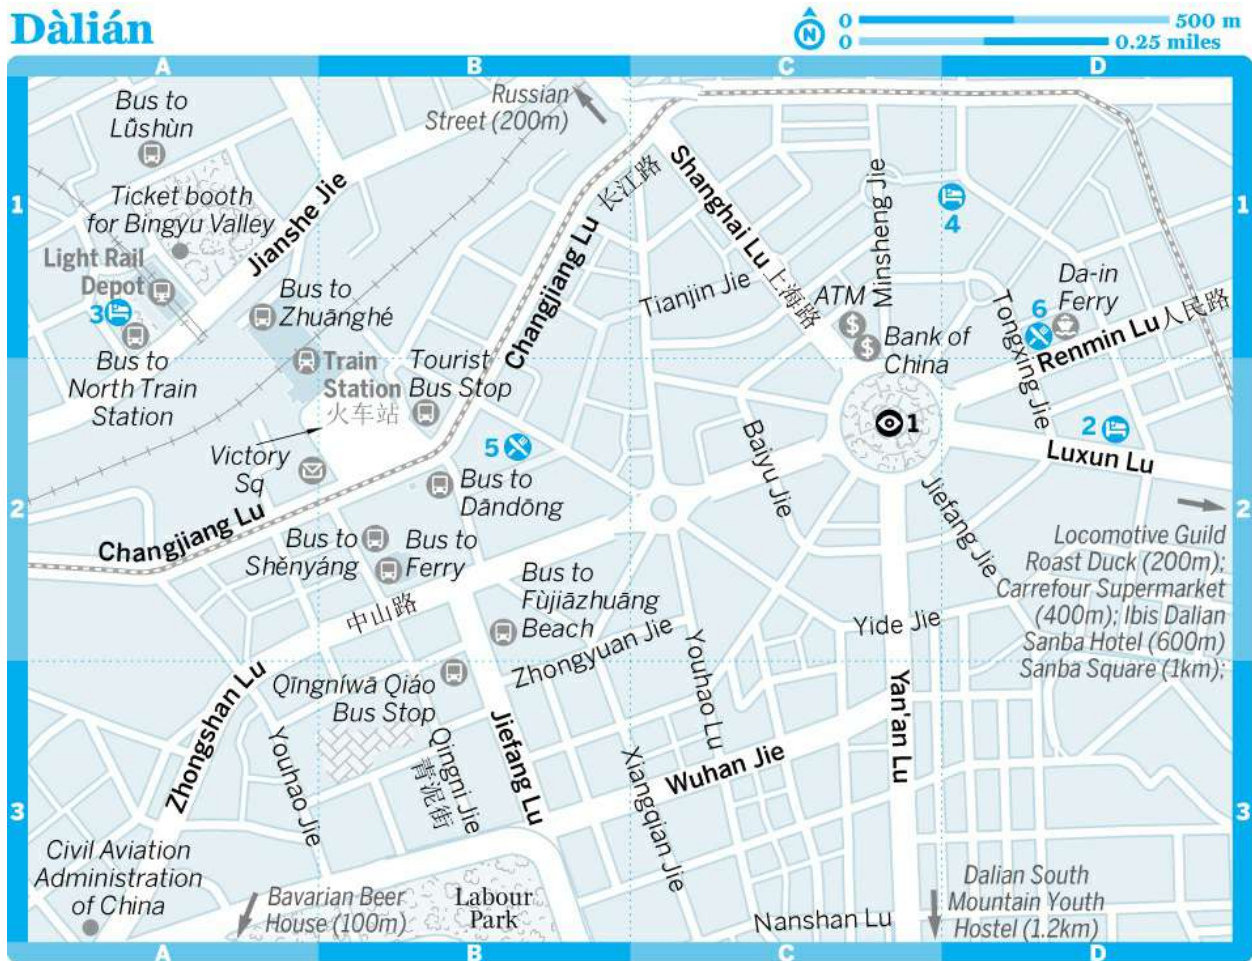 Dàlián
N
0 500 m
0 0.25 miles
A B C D
Bus to
Lǚshùn
Russian
Street (200m)
1
1
Ticket booth
for Bingyu Valley
Jianshe Jie
Changjiang Lu 长江路
Shanghai Lu 上海路
Minsheng Jie
4
Light Rail
Depot
3
Bus to
Zhuānghé
Tianjin Jie
ATM
$
$
Bank of
China
Da-in
Ferry
6
Tongxing Jie
Renmin Lu 人民路
Bus to
North Train
Station
Train
Station
火车站
Tourist
Bus Stop
5
1
2
Luxun Lu
Victory
Sq
Bus to
Dāndōng
Baiyu Jie
Jiefang Jie
2
2
Changjiang Lu
Bus to
Shěnyáng
Bus to
Ferry
Locomotive Guild
Roast Duck (200m);
Carrefour Supermarket
(400m); Ibis Dalian
Sanba Hotel (600m)
Sanba Square (1km);
中山路
Bus to
Fùjiāzhuāng
Beach
Yide Jie
Zhongyuan Jie
Youhao Lu
Zhongshan Lu
Qīngníwā Qiáo
Bus Stop
Yan'an Lu
Youhao Jie
Qingni Jie
青泥街
Jiefang Lu
Xiangqian Jie
Wuhan Jie
3
3
Civil Aviation
Administration
of China
Bavarian Beer
House (100m)
Labour
Park
Nanshan Lu
Dalian South
Mountain Youth
Hostel (1.2km)
A B C D